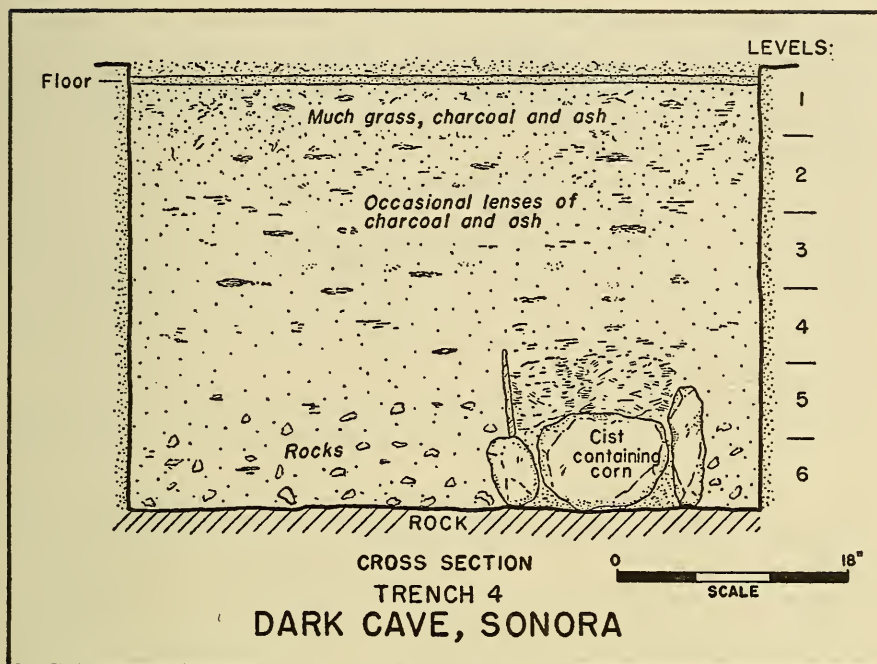 LEVELS:
Floor
1
Much grass, charcoal and ash
2
Occasional lenses of
charcoal and ash
3
4
5
Cist
containing
corn
Rocks
6
ROCK
CROSS SECTION
0 18"
SCALE
TRENCH 4
DARK CAVE, SONORA